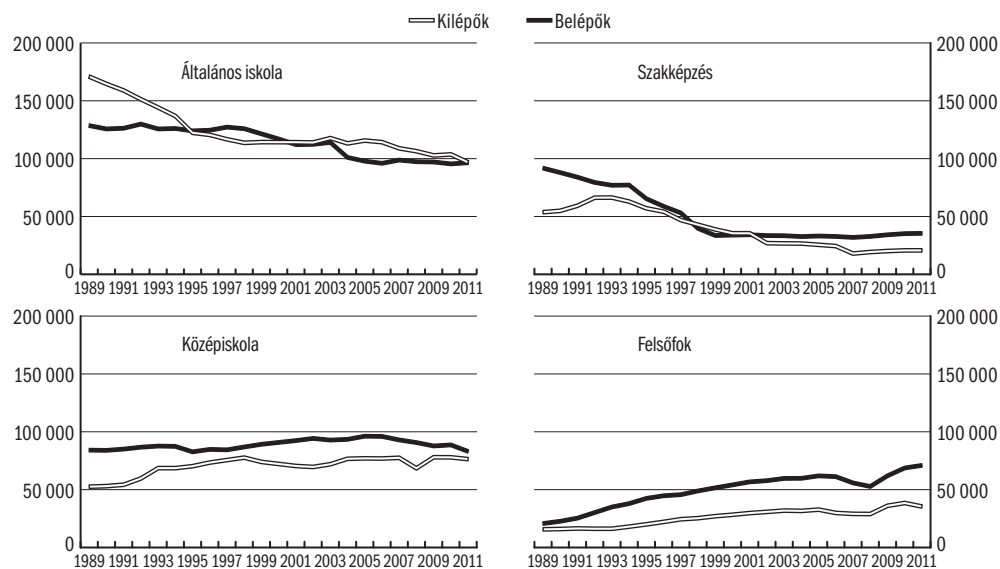 Kilépők Belépők
200 000 Általános iskola Szakképzés 200 000
150 000 150 000
100 000 100 000
50 000 50 000
0 0
1989 1991 1993 1995 1997 1999 2001 2003 2005 2007 2009 2011 1989 1991 1993 1995 1997 1999 2001 2003 2005 2007 2009 2011
200 000 Középiskola Felsőfok 200 000
150 000 150 000
100 000 100 000
50 000 50 000
0 0
1989 1991 1993 1995 1997 1999 2001 2003 2005 2007 2009 2011 1989 1991 1993 1995 1997 1999 2001 2003 2005 2007 2009 2011